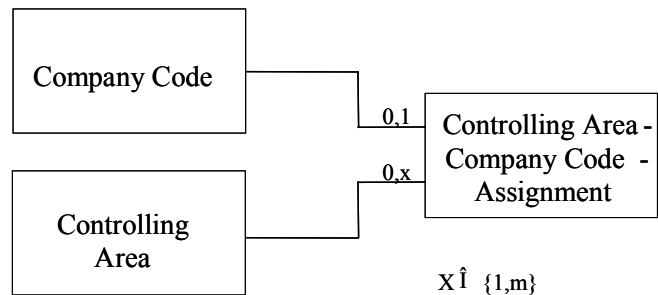 Company Code
0,1
Controlling Area -
Company Code -
Assignment
0,x
Controlling
Area
X Î {1,m}